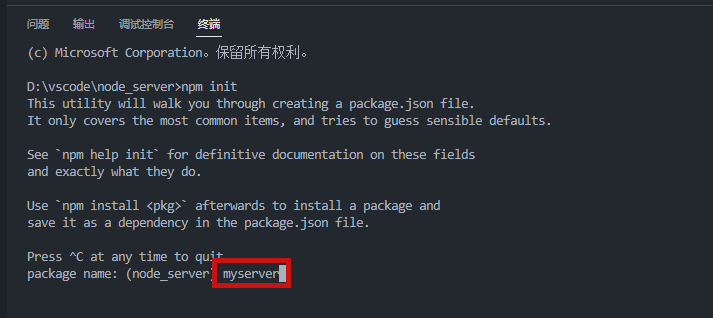 问题 输出 调试控制台 终端
(c) Microsoft Corporation。保留所有权利。
D:\vscode\node_server>npm init
This utility will walk you through creating a package.json file.
It only covers the most common items, and tries to guess sensible defaults.
See `npm help init` for definitive documentation on these fields
and exactly what they do.
Use `npm install <pkg>` afterwards to install a package and
save it as a dependency in the package.json file.
Press ^C at any time to quit
package name: (node_server) myserver